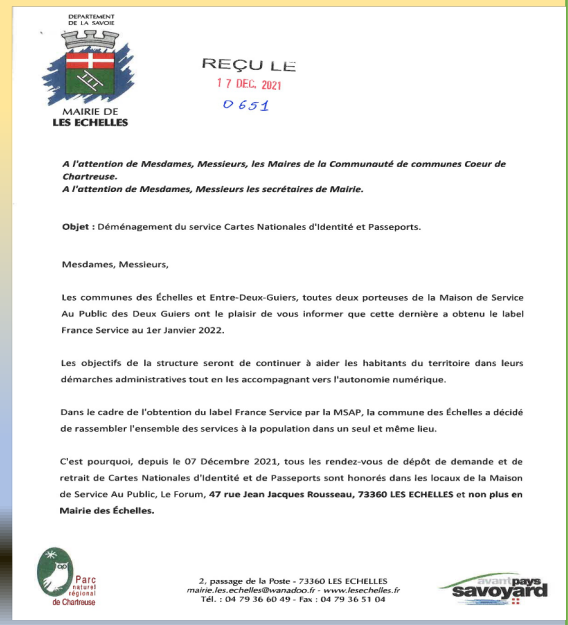 DEPARTEMENT
DE LA SAVOIE
MAIRIE DE
LES ECHELLES
REÇU LE
17 DEC. 2021
0651
A l'attention de Mesdames, Messieurs, les Maires de la Communauté de communes Coeur de
Chartreuse.
A l'attention de Mesdames, Messieurs les secrétaires de Mairie.
Objet : Déménagement du service Cartes Nationales d'Identité et Passeports.
Mesdames, Messieurs,
Les communes des Échelles et Entre-Deux-Guiers, toutes deux porteuses de la Maison de Service
Au Public des Deux Guiers ont le plaisir de vous informer que cette dernière a obtenu le label
France Service au 1er Janvier 2022.
Les objectifs de la structure seront de continuer à aider les habitants du territoire dans leurs
démarches administratives tout en les accompagnant vers l'autonomie numérique.
Dans le cadre de l'obtention du label France Service par la MSAP, la commune des Échelles a décidé
de rassembler l'ensemble des services à la population dans un seul et même lieu.
C'est pourquoi, depuis le 07 Décembre 2021, tous les rendez-vous de dépôt de demande et de
retrait de Cartes Nationales d'Identité et de Passeports sont honorés dans les locaux de la Maison
de Service Au Public, Le Forum, 47 rue Jean Jacques Rousseau, 73360 LES ECHELLES et non plus en
Mairie des Échelles.
Parc
naturel
régional
de Chartreuse
2, passage de la Poste - 73360 LES ECHELLES
mairie.les.echelles@wanadoo.fr - www.lesechelles.fr
Tél. : 04 79 36 60 49 - Fax : 04 79 36 51 04
avant pays
savoyard